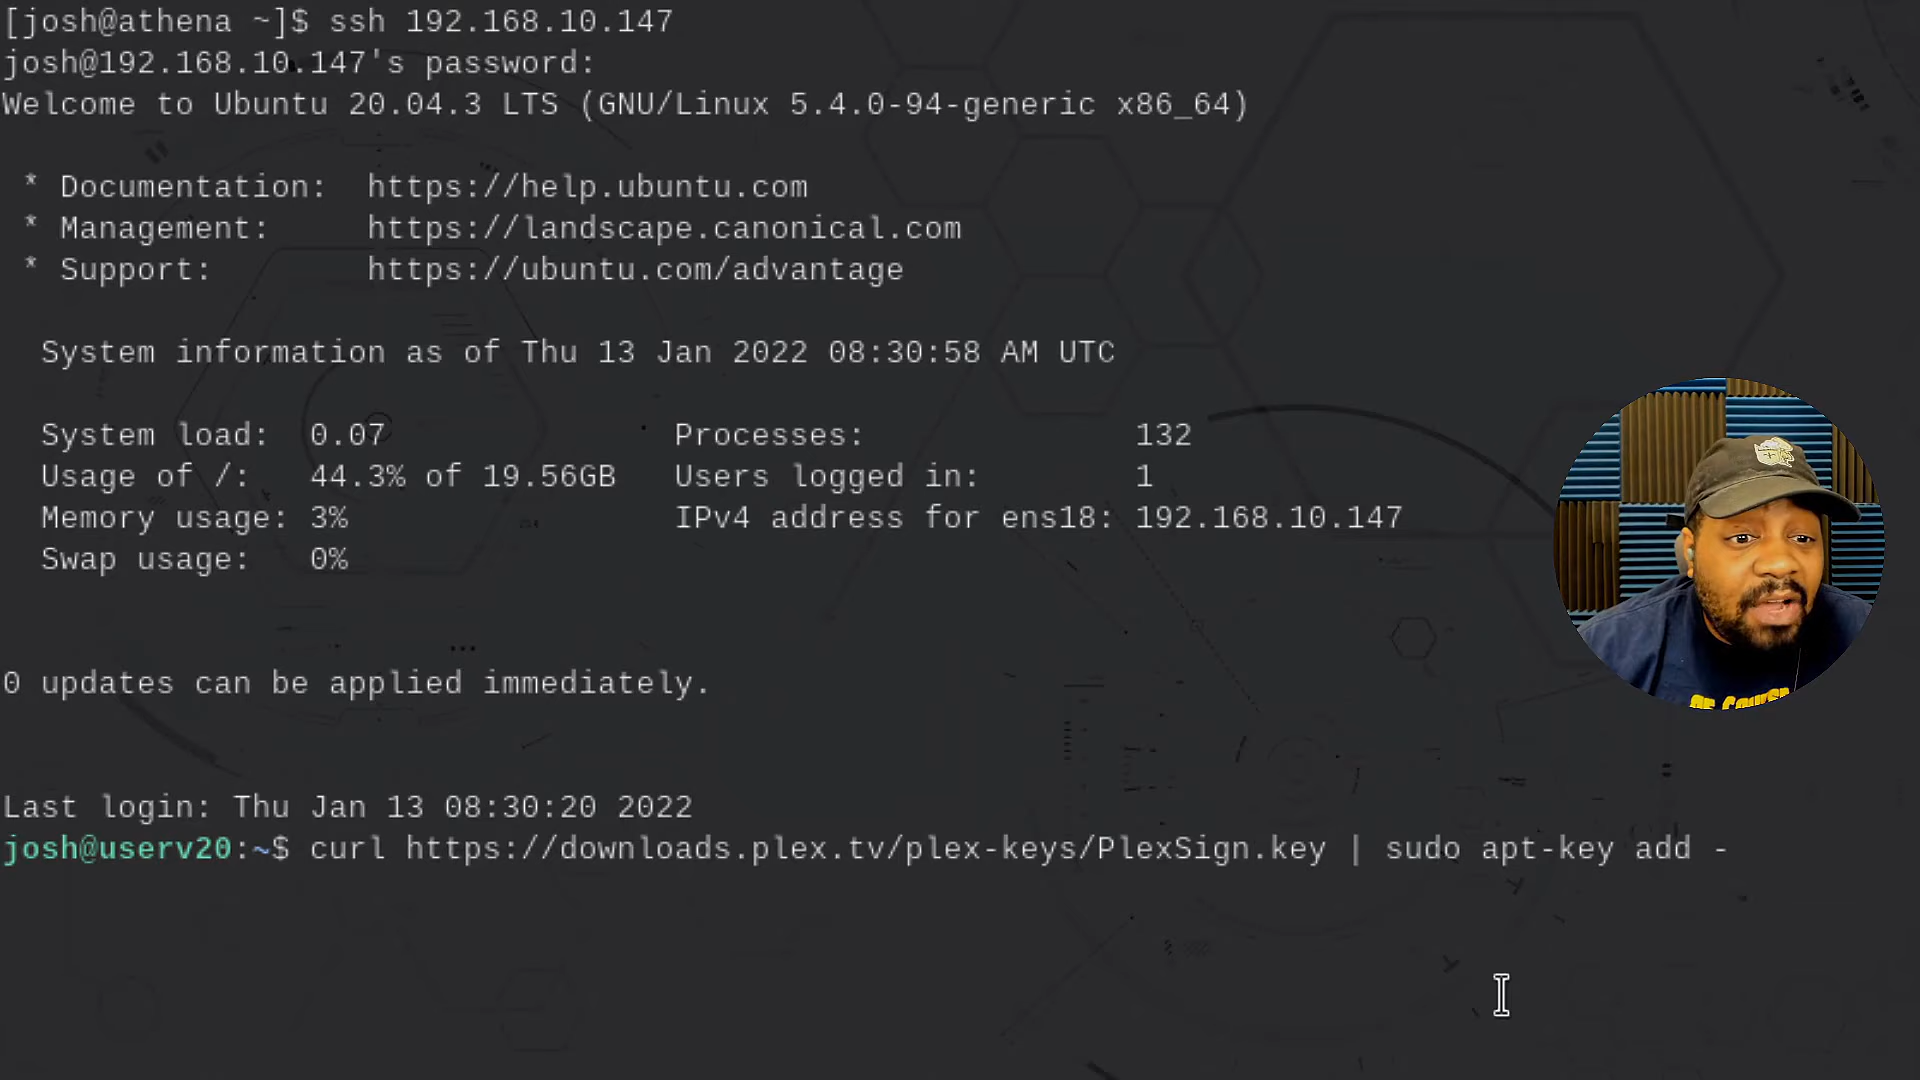 [josh@athena ~]$ ssh 192.168.10.147
josh@192.168.10.147's password:
Welcome to Ubuntu 20.04.3 LTS (GNU/Linux 5.4.0-94-generic x86_64)
* Documentation: https://help.ubuntu.com
* Management: https://landscape.canonical.com
* Support: https://ubuntu.com/advantage
System information as of Thu 13 Jan 2022 08:30:58 AM UTC
System load: 0.07 Processes: 132
Usage of /: 44.3% of 19.56GB Users logged in: 1
Memory usage: 3% IPv4 address for ens18: 192.168.10.147
Swap usage: 0%
0 updates can be applied immediately.
Last login: Thu Jan 13 08:30:20 2022
josh@userv20:~$ curl https://downloads.plex.tv/plex-keys/PlexSign.key | sudo apt-key add -